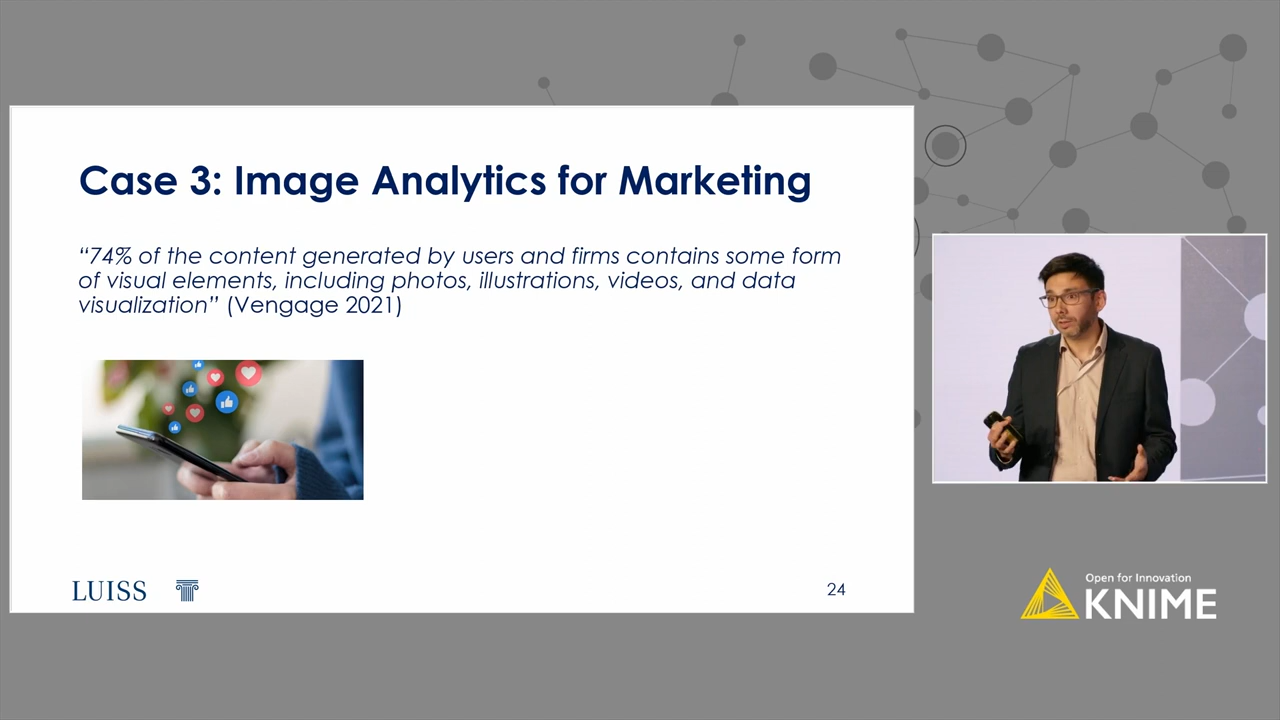 Case 3: Image Analytics for Marketing
“74% of the content generated by users and firms contains some form
of visual elements, including photos, illustrations, videos, and data
visualization” (Vengage 2021)
LUISS
24
Open for Innovation
KNIME